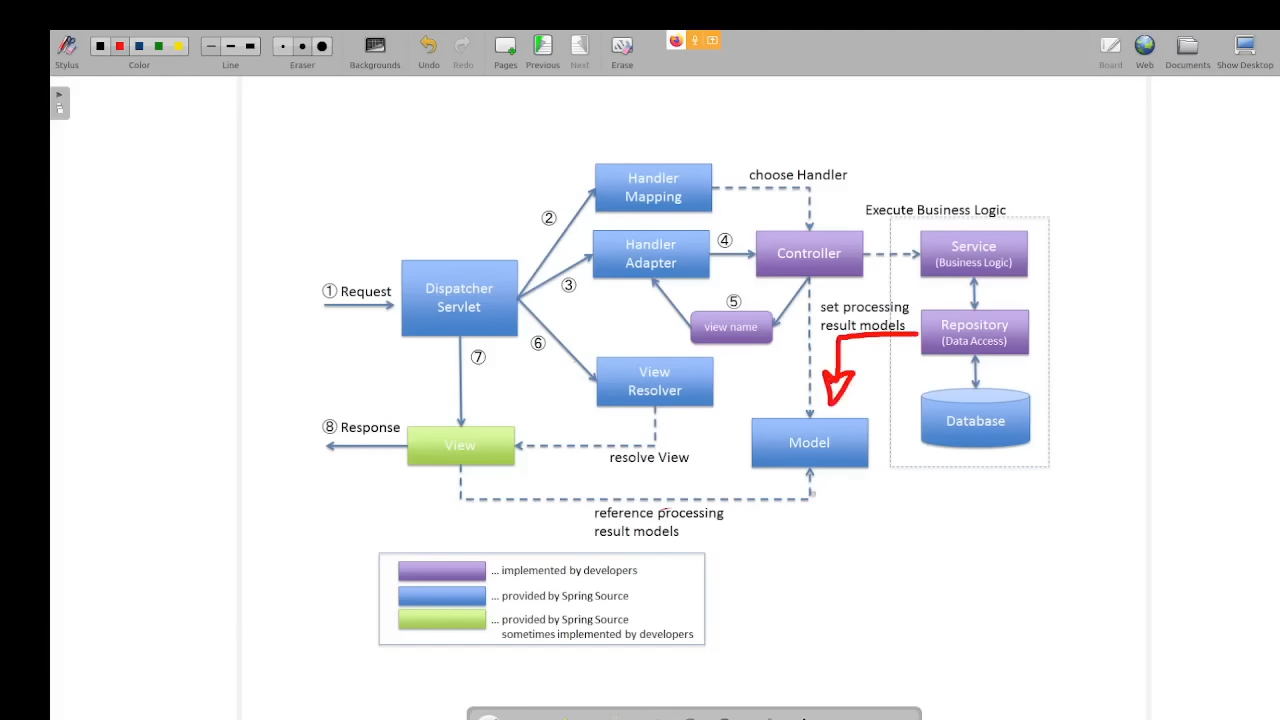 Stylus
Color
Line
Eraser
Backgrounds
Undo
Redo
Pages
Previous
Next
Erase
Board
Web
Documents
Show Desktop
Handler
Mapping
choose Handler
②
Execute Business Logic
Handler
Adapter
④
Controller
Service
(Business Logic)
① Request
Dispatcher
Servlet
③
⑤
view name
set processing
result models
Repository
(Data Access)
⑥
⑦
View
Resolver
⑧ Response
View
resolve View
Model
Database
reference processing
result models
... implemented by developers
... provided by Spring Source
... provided by Spring Source
sometimes implemented by developers